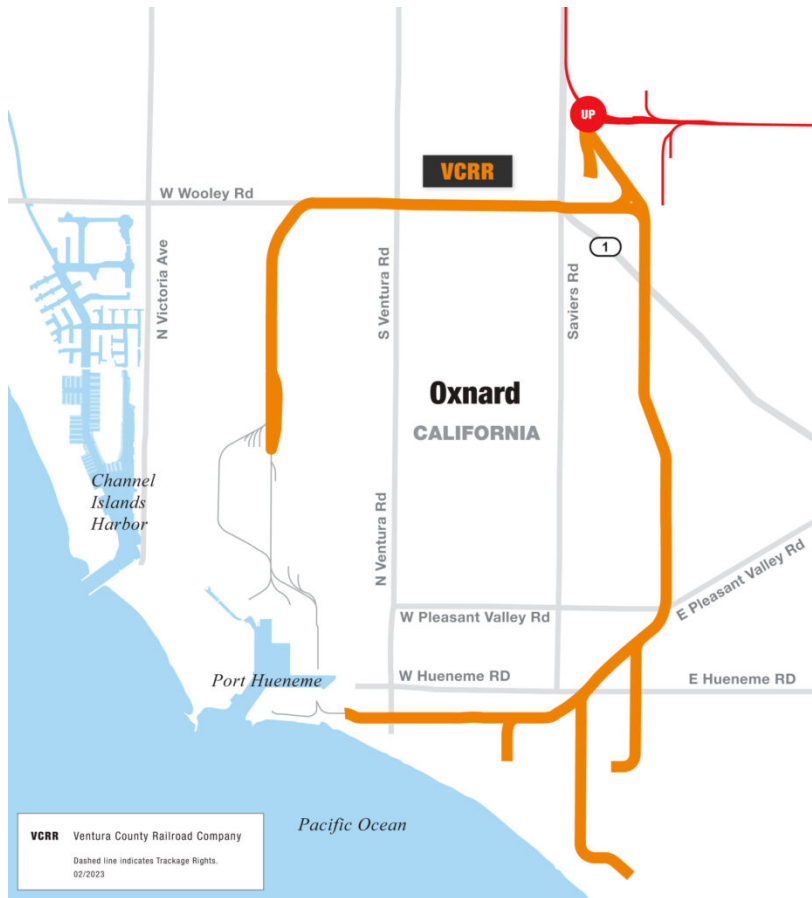 UP
VCRR
W Wooley Rd
N Victoria Ave
S Ventura Rd
Saviers Rd
1
Oxnard
CALIFORNIA
Channel
Islands
Harbor
N Ventura Rd
E Pleasant Valley Rd
W Pleasant Valley Rd
Port Hueneme
W Hueneme RD
E Hueneme RD
Pacific Ocean
VCRR Ventura County Railroad Company
Dashed line indicates Trackage Rights.
02/2023